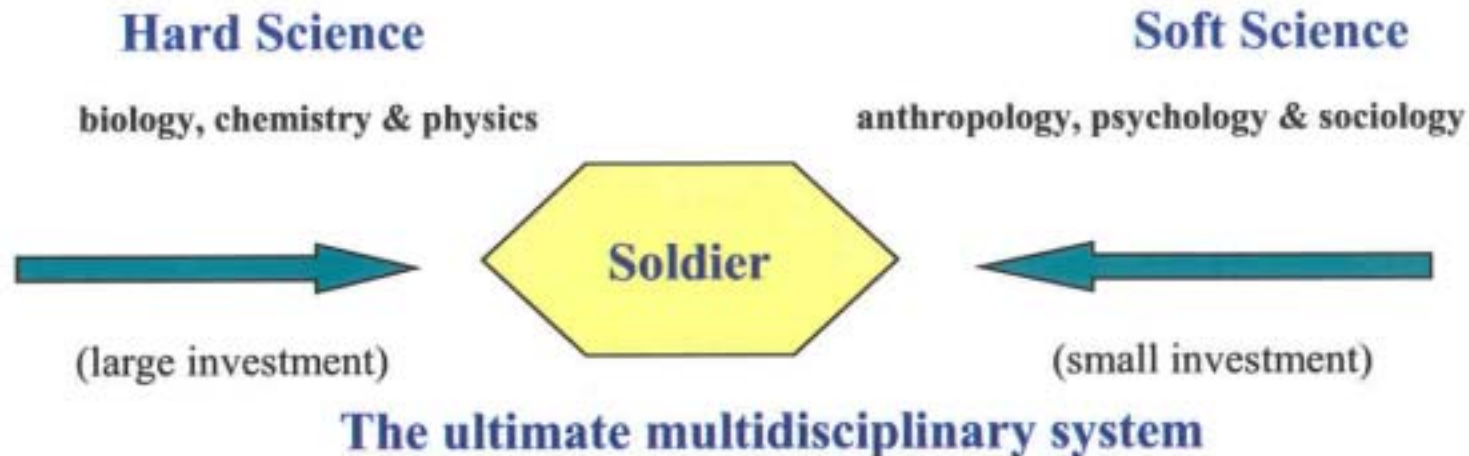 Hard Science
Soft Science
biology, chemistry & physics
anthropology, psychology & sociology
Soldier
(large investment)
(small investment)
The ultimate multidisciplinary system